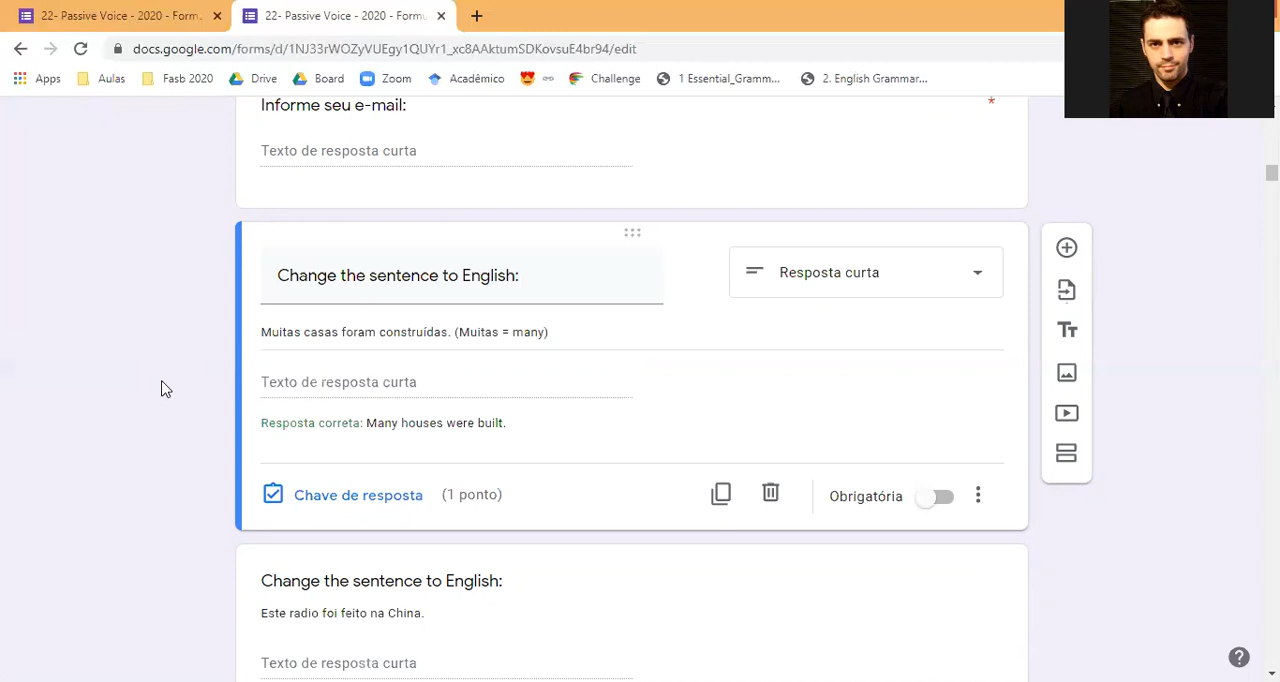 22- Passive Voice - 2020 - Form
22- Passive Voice - 2020 - Formu
docs.google.com/forms/d/1NJ33rWOZyVUEgy1QUYr1_xc8AAktumSDKovsuE4br94/edit
Apps Aulas Fasb 2020 Drive Board Zoom Acadêmico Challenge 1 Essential_Gramm... 2. English Grammar...
Informe seu e-mail: *
Texto de resposta curta
Change the sentence to English:
Resposta curta
Muitas casas foram construídas. (Muitas = many)
Texto de resposta curta
Resposta correta: Many houses were built.
Chave de resposta (1 ponto)
Obrigatória
Change the sentence to English:
Este radio foi feito na China.
Texto de resposta curta